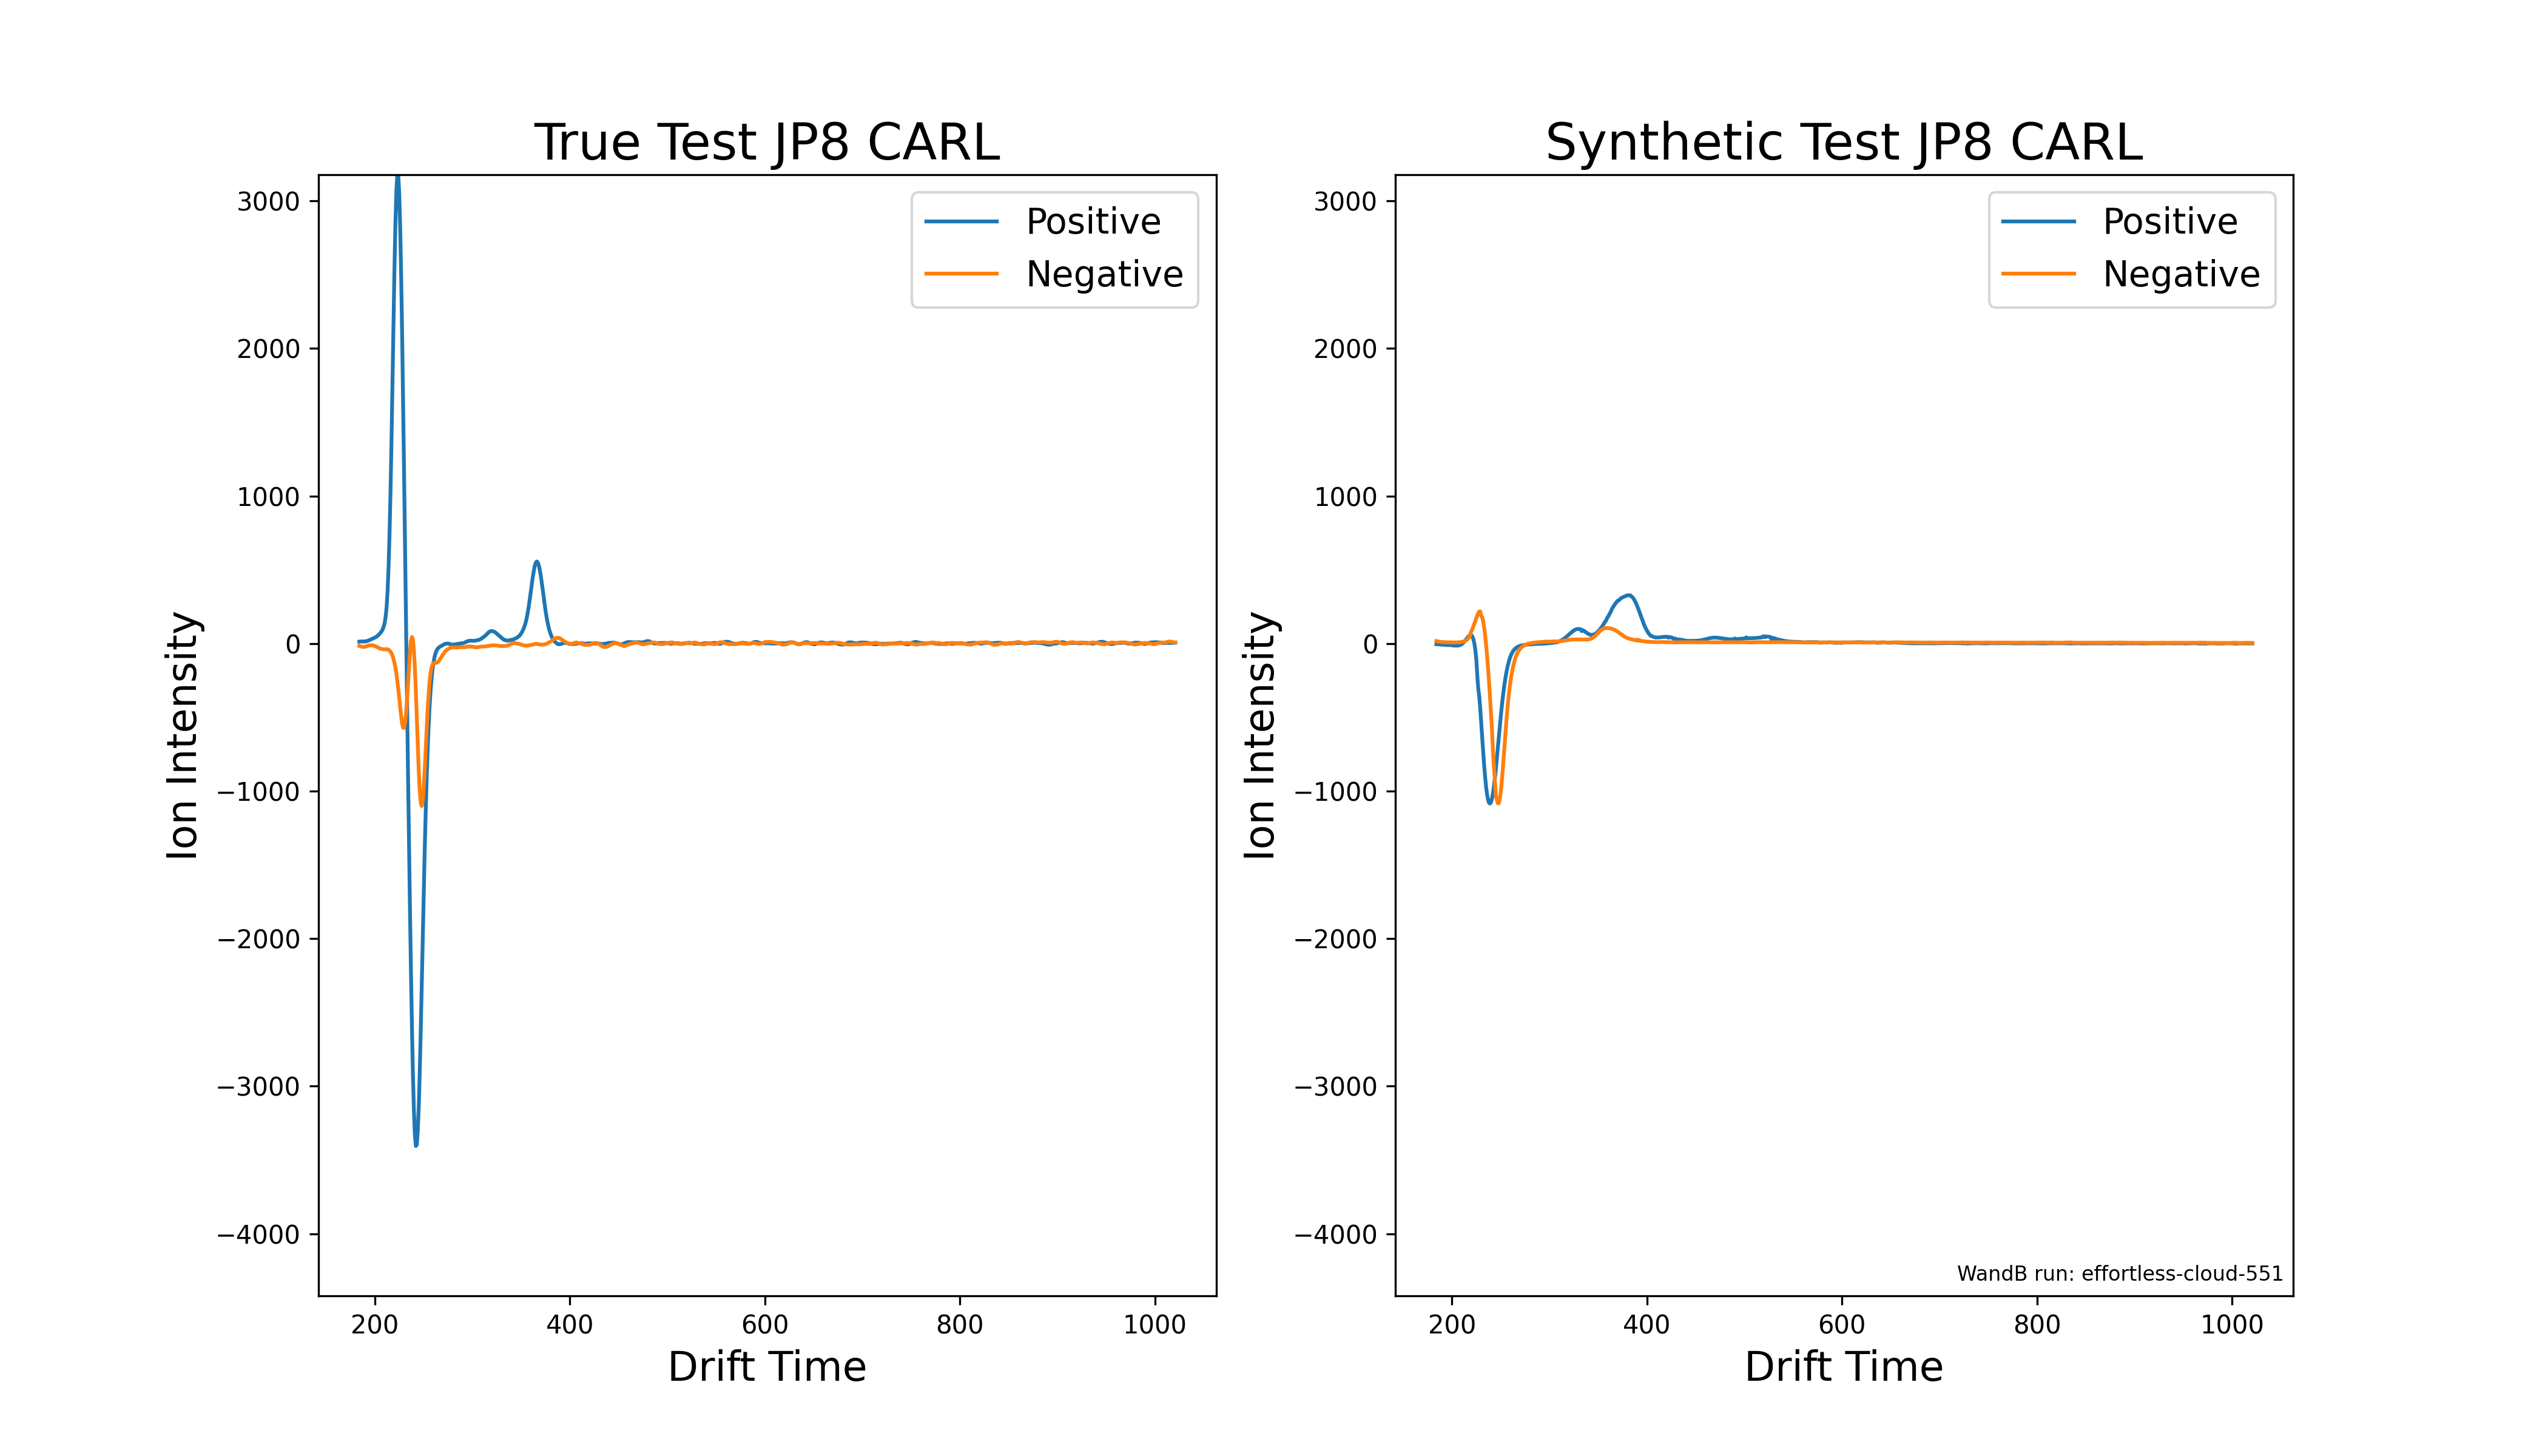 True Test JP8 CARL
Positive
Negative
3000
2000
1000
0
−1000
−2000
−3000
−4000
Ion Intensity
200 400 600 800 1000
Drift Time
Synthetic Test JP8 CARL
Positive
Negative
3000
2000
1000
0
−1000
−2000
−3000
−4000
Ion Intensity
WandB run: effortless-cloud-551
200 400 600 800 1000
Drift Time